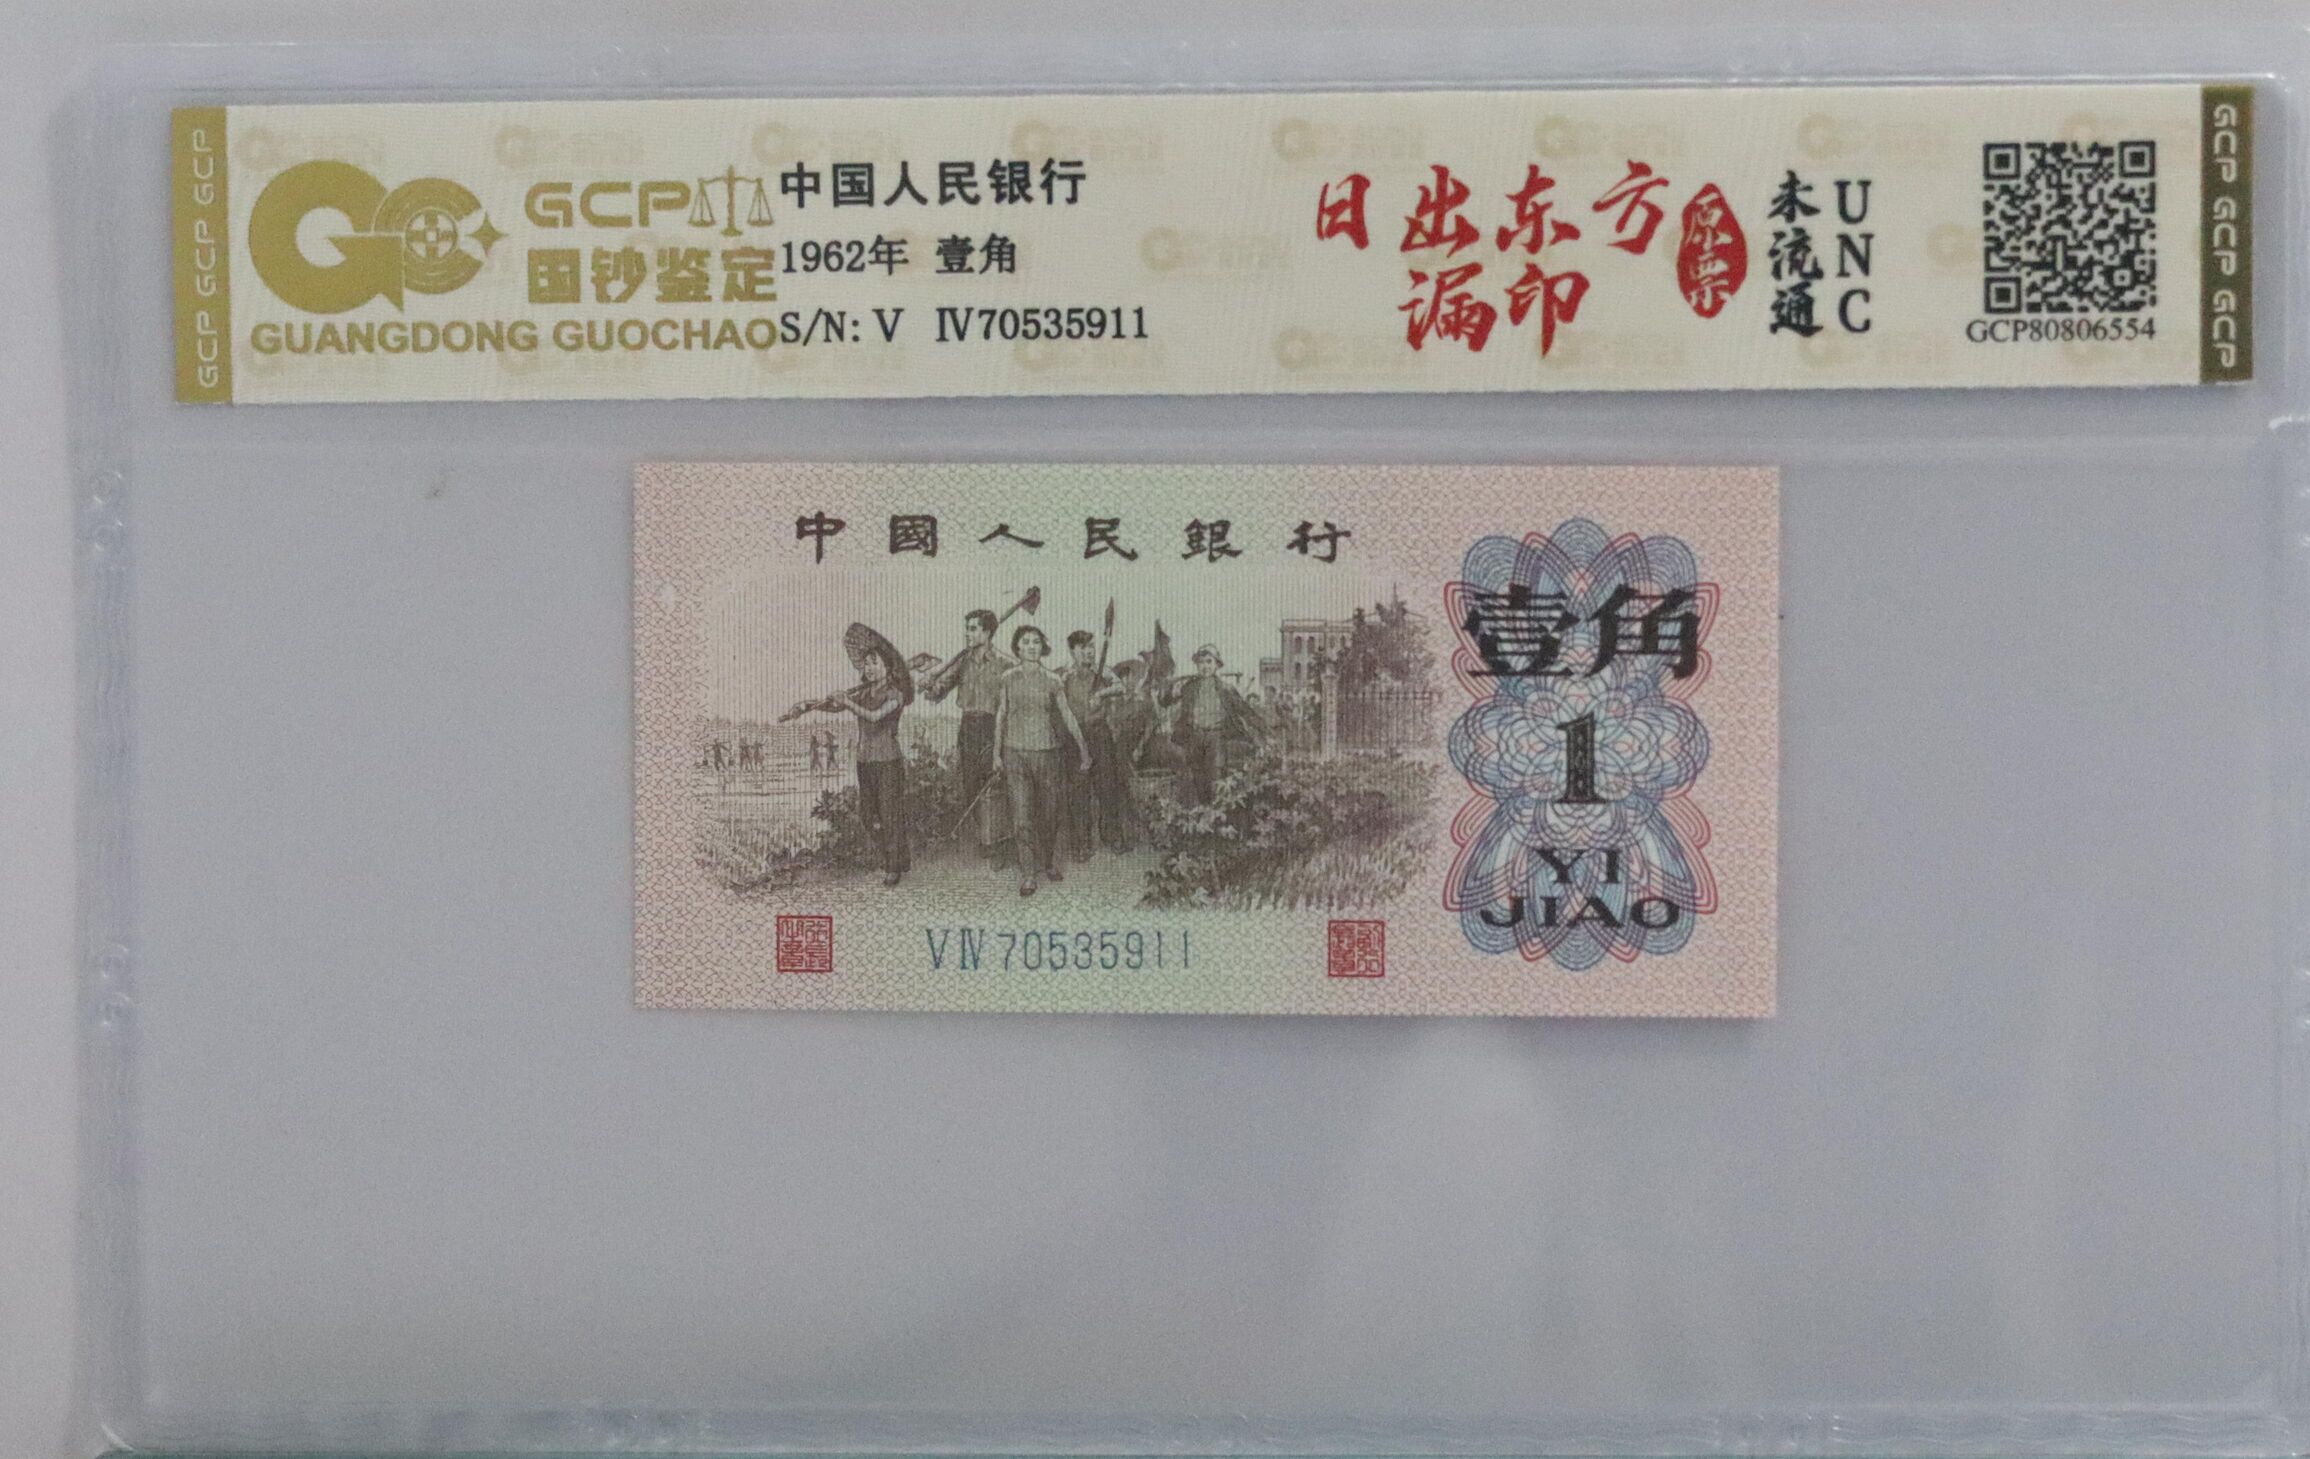 GCP GCP GCP
GCP
国钞鉴定
GUANGDONG GUOCHAO
中国人民银行
1962年 壹角
S/N: V Ⅳ70535911
日出东方
漏印
原票
未流通
UNC
GCP80806554
GCP GCP GCP
中國人民銀行
壹角
1
YI
JIAO
VⅣ70535911